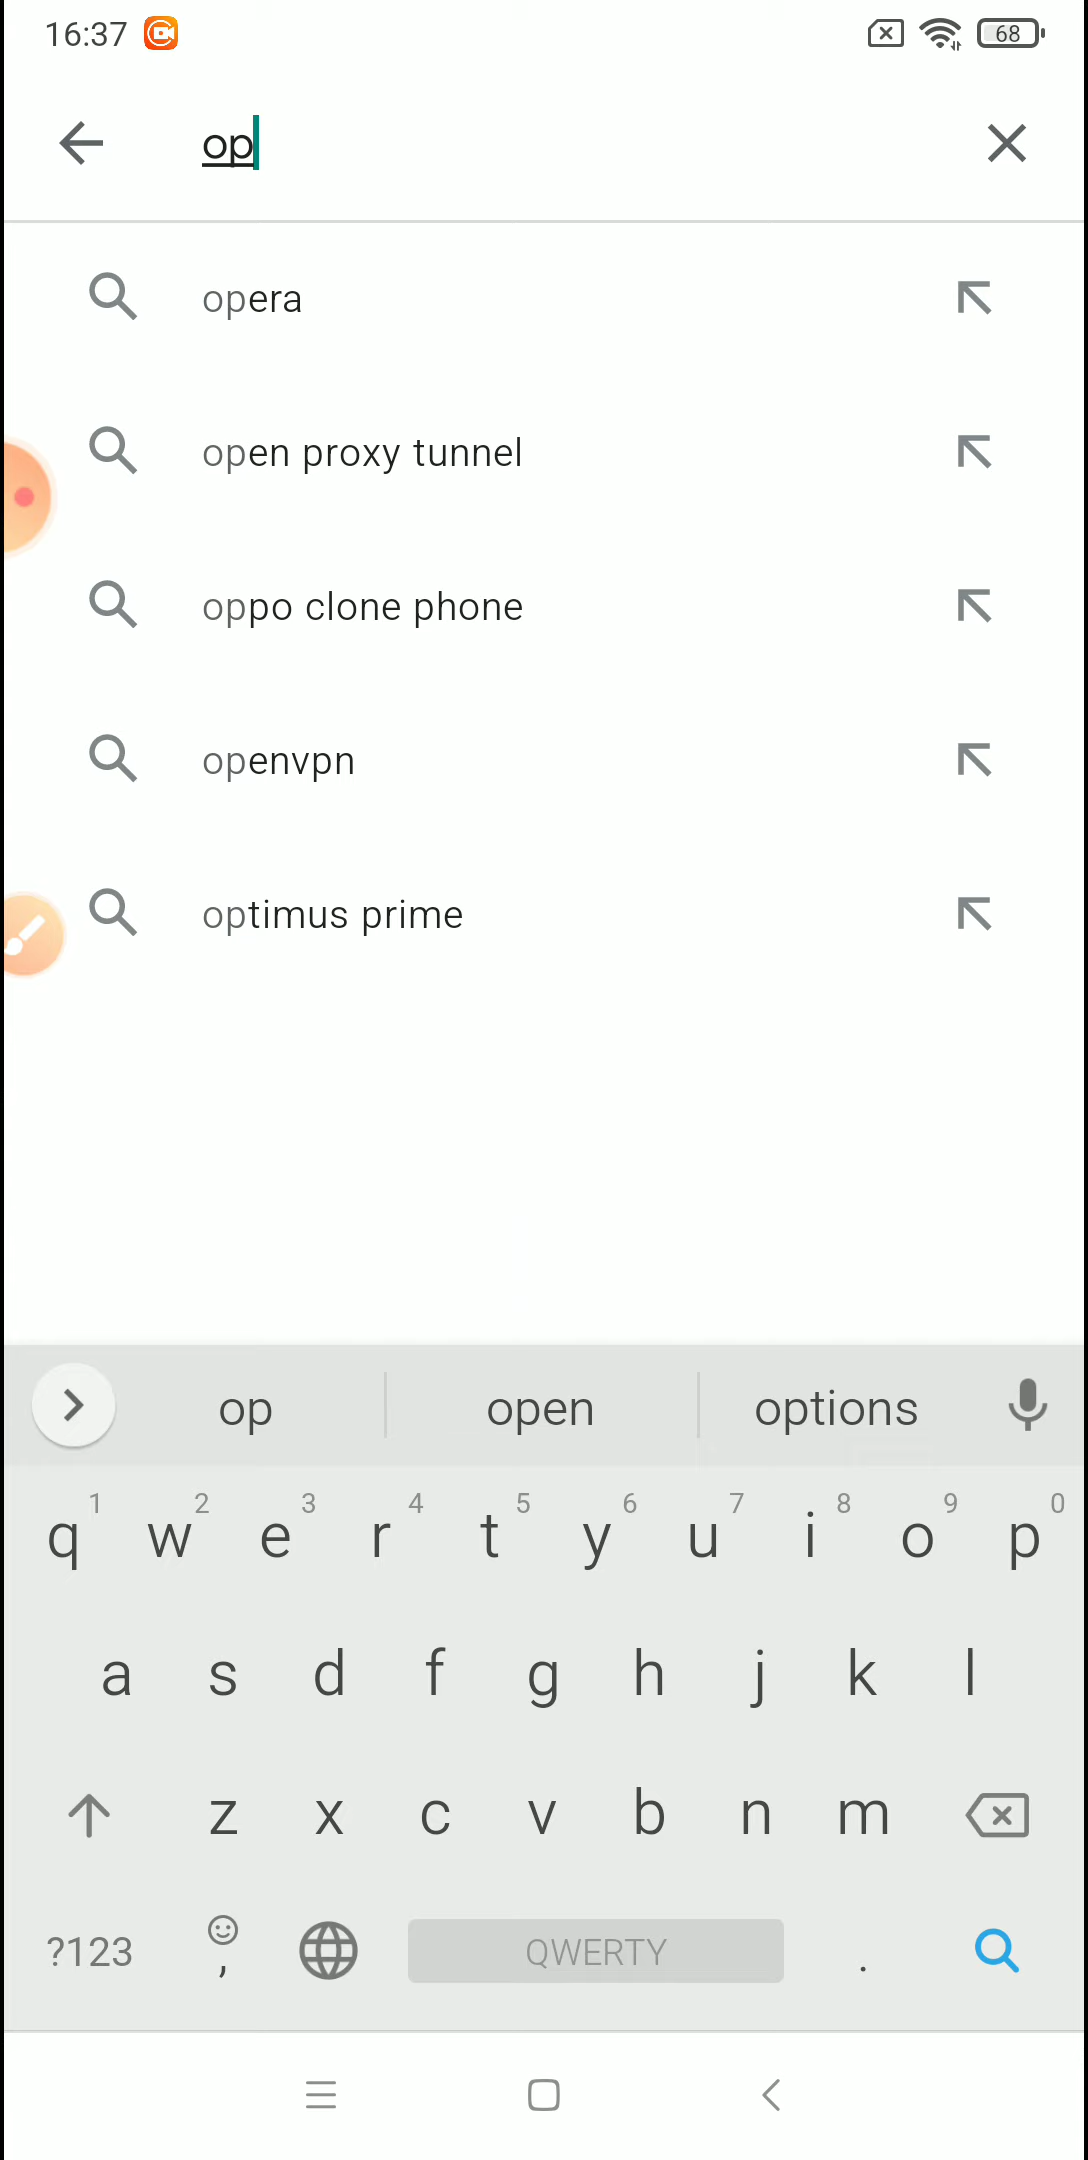 16:37
68
op
opera
open proxy tunnel
oppo clone phone
openvpn
optimus prime
op open options
1 2 3 4 5 6 7 8 9 0
q w e r t y u i o p
a s d f g h j k l
z x c v b n m
?123 , QWERTY .